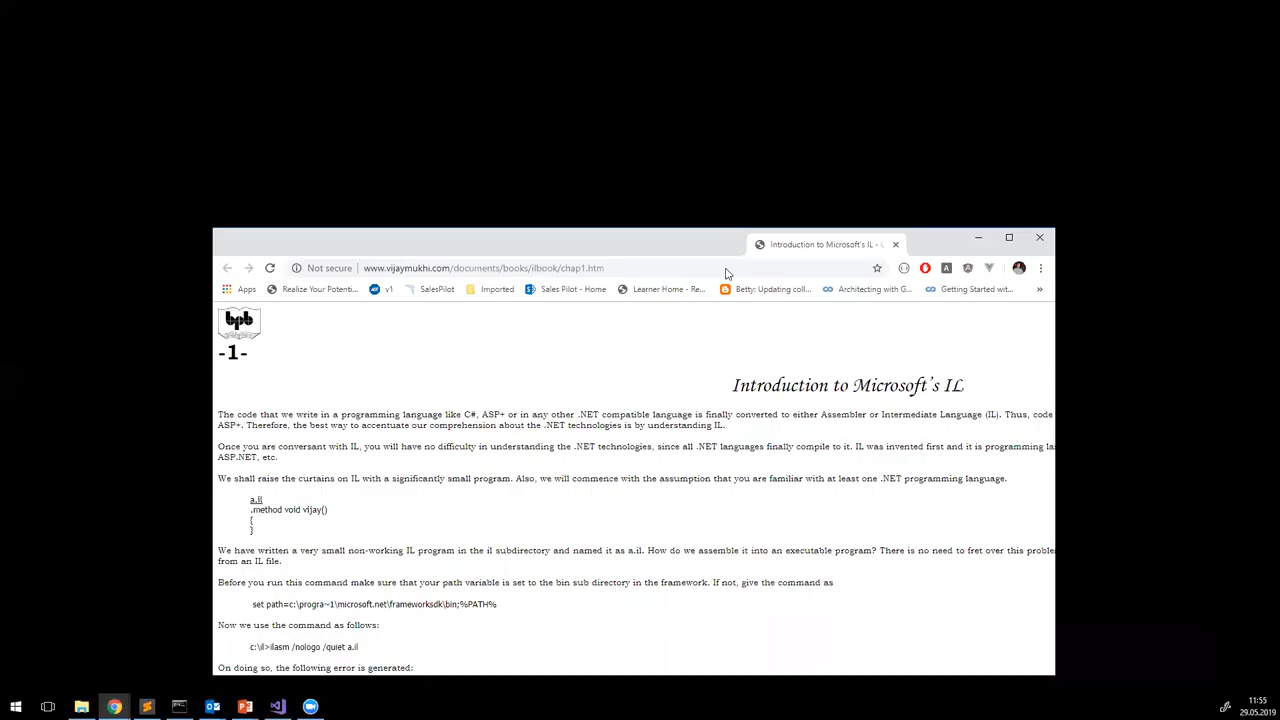 Introduction to Microsoft's IL -
Not secure | www.vijaymukhi.com/documents/books/ilbook/chap1.htm
Apps Realize Your Potenti... v1 SalesPilot Imported Sales Pilot - Home Learner Home - Re... Betty: Updating coll... Architecting with G... Getting Started wit... »
bpb
-1-
Introduction to Microsoft's IL
The code that we write in a programming language like C#, ASP+ or in any other .NET compatible language is finally converted to either Assembler or Intermediate Language (IL). Thus, code
ASP+. Therefore, the best way to accentuate our comprehension about the .NET technologies is by understanding IL.
Once you are conversant with IL, you will have no difficulty in understanding the .NET technologies, since all .NET languages finally compile to it. IL was invented first and it is programming la
ASP.NET, etc.
We shall raise the curtains on IL with a significantly small program. Also, we will commence with the assumption that you are familiar with at least one .NET programming language.
a.il
.method void vijay()
{
}
We have written a very small non-working IL program in the il subdirectory and named it as a.il. How do we assemble it into an executable program? There is no need to fret over this proble
from an IL file.
Before you run this command make sure that your path variable is set to the bin sub directory in the framework. If not, give the command as
set path=c:\progra~1\microsoft.net\frameworksdk\bin;%PATH%
Now we use the command as follows:
c:\il>ilasm /nologo /quiet a.il
On doing so, the following error is generated:
11:55
29.05.2019